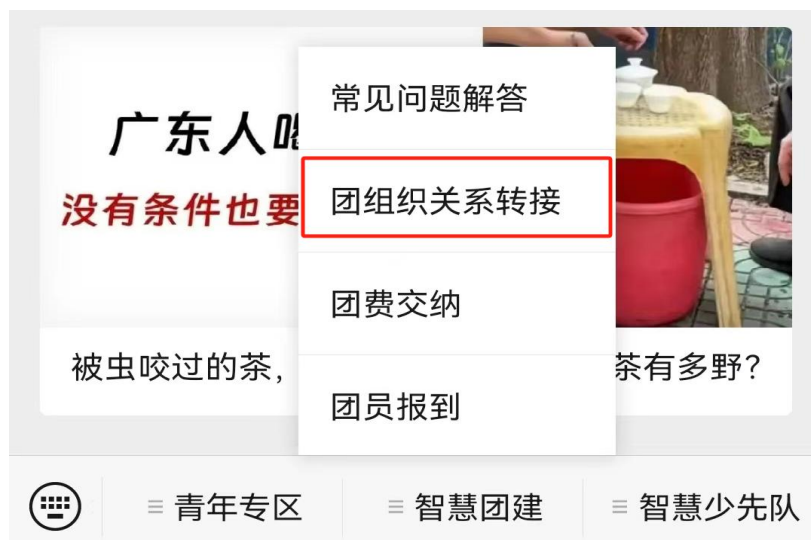 广东人喝
没有条件也要
常见问题解答
团组织关系转接
团费交纳
团员报到
被虫咬过的茶,
茶有多野?
青年专区
智慧团建
智慧少先队